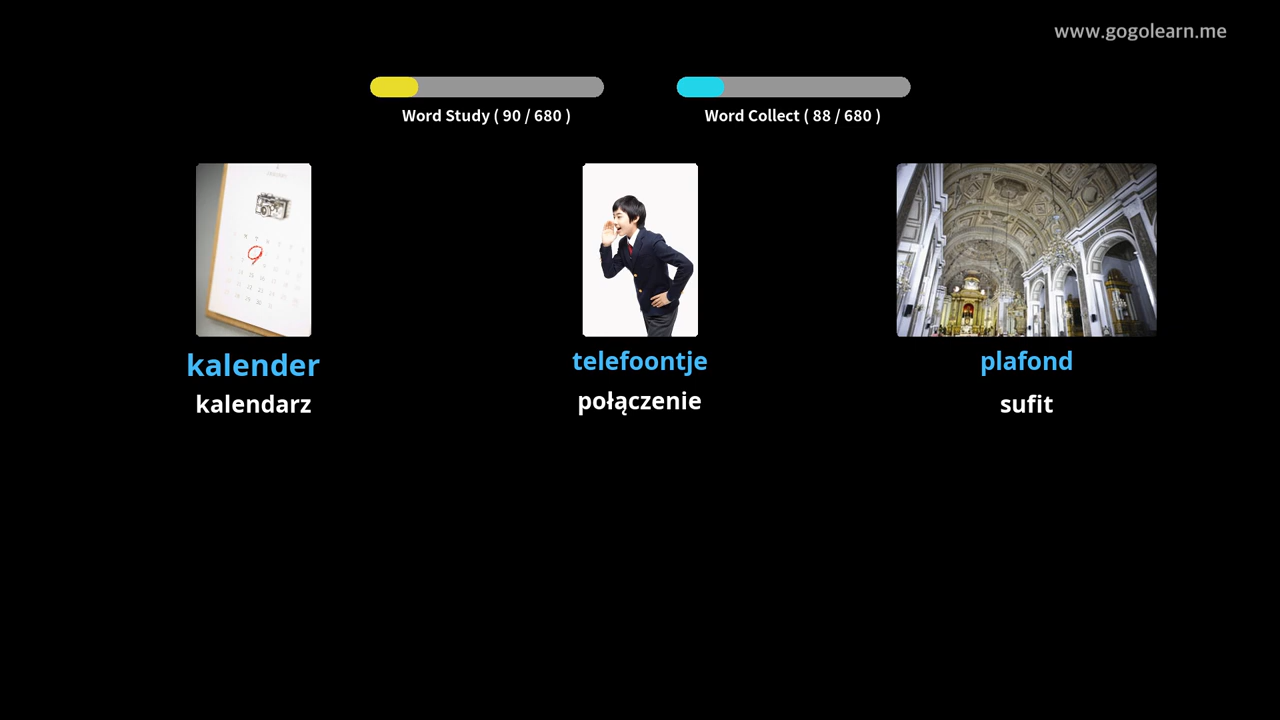 www.gogolearn.me
Word Study ( 90 / 680 )
Word Collect ( 88 / 680 )
kalender
telefoontje
plafond
kalendarz
połączenie
sufit